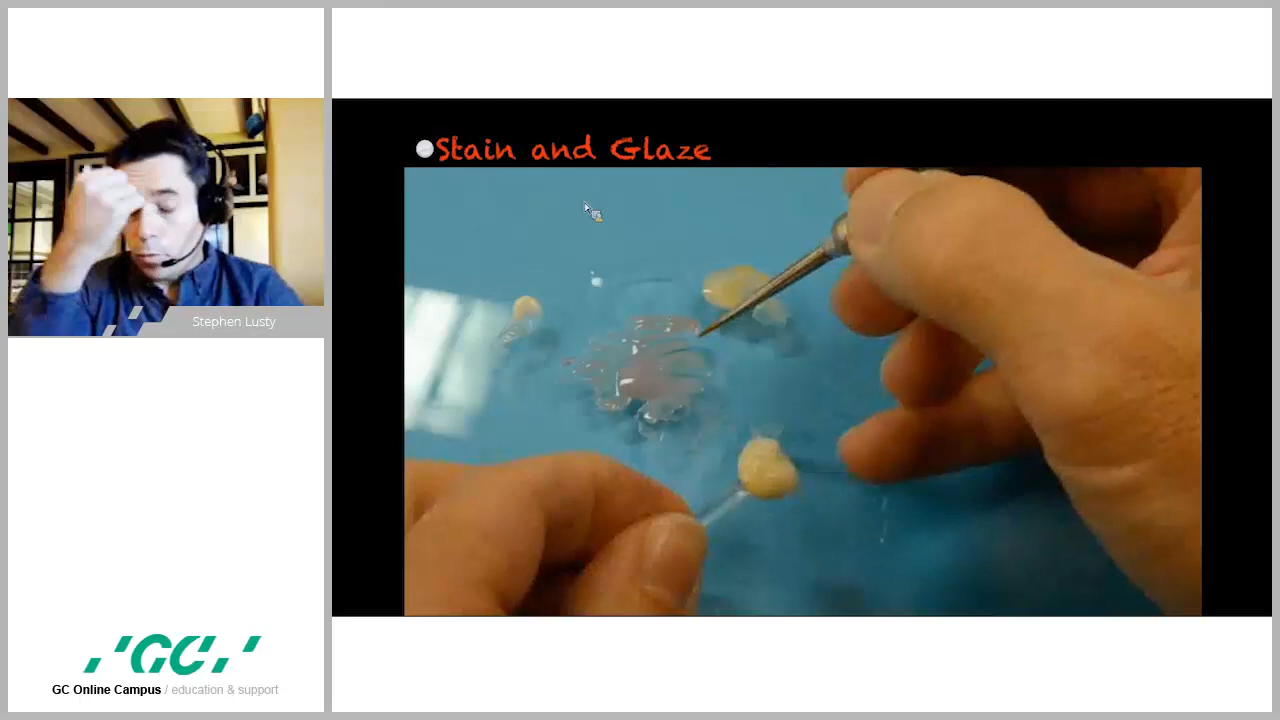 Stain and Glaze
Stephen Lusty
GC
GC Online Campus / education & support